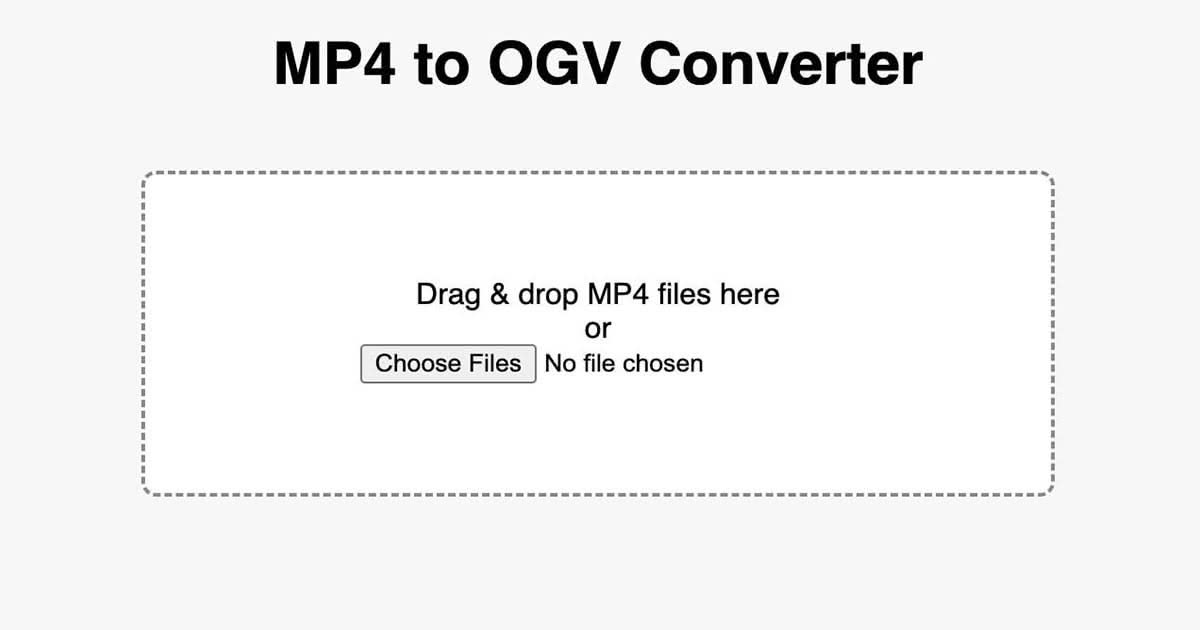 MP4 to OGV Converter
Drag & drop MP4 files here
or
Choose Files No file chosen